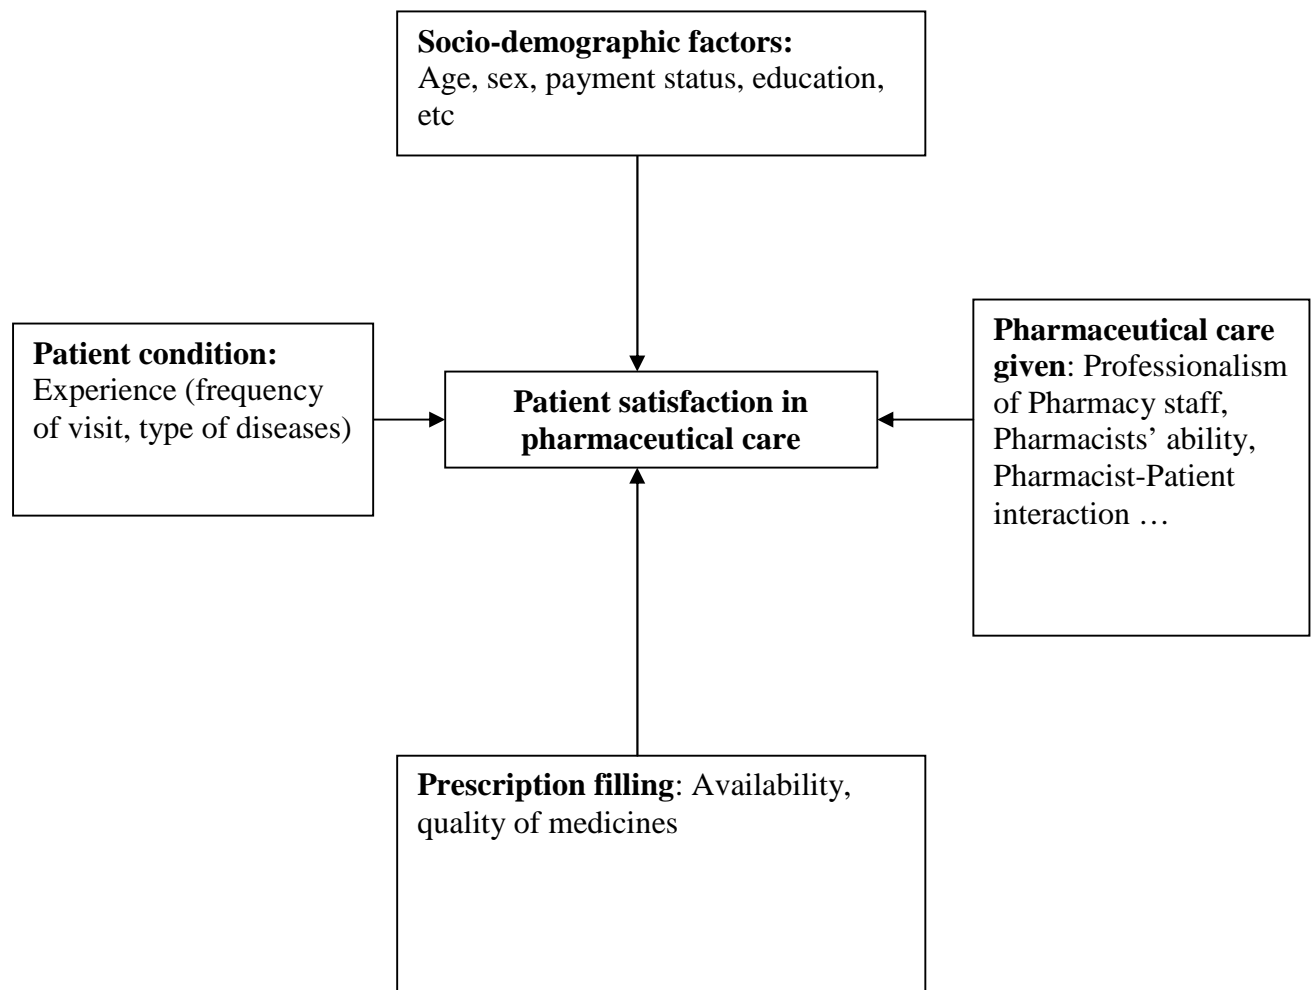 Socio-demographic factors:
Age, sex, payment status, education,
etc
Patient condition:
Experience (frequency
of visit, type of diseases)
Patient satisfaction in
pharmaceutical care
Pharmaceutical care
given: Professionalism
of Pharmacy staff,
Pharmacists’ ability,
Pharmacist-Patient
interaction …
Prescription filling: Availability,
quality of medicines